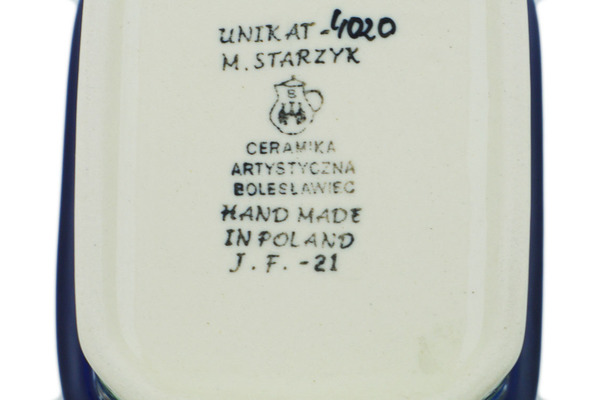 UNIKAT-4020
M. STARZYK
B
CERAMIKA
ARTYSTYCZNA
BOLESŁAWIEC
HAND MADE
IN POLAND
J. F. -21